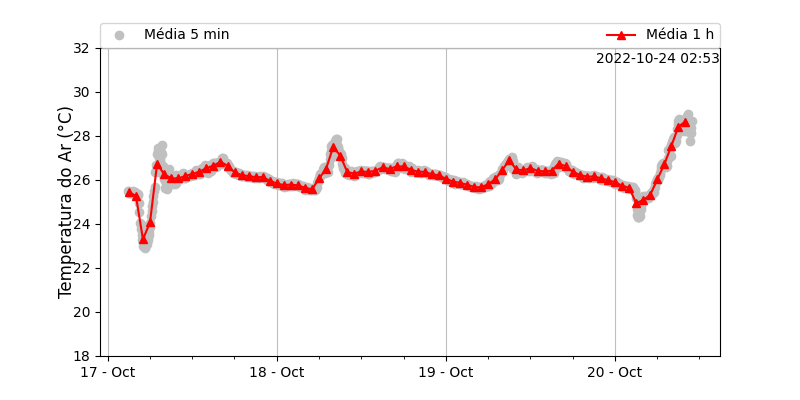 Média 5 min
Média 1 h
2022-10-24 02:53
Temperatura do Ar (°C)
32
30
28
26
24
22
20
18
17 - Oct
18 - Oct
19 - Oct
20 - Oct